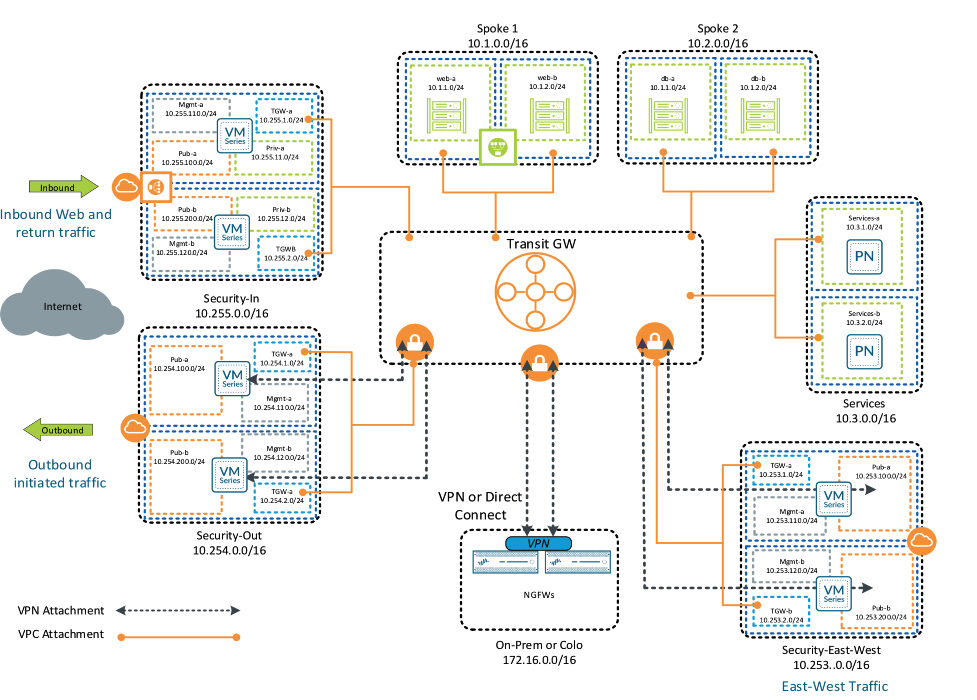 Spoke 1
10.1.0.0/16
web-a
10.1.1.0/24
web-b
10.1.2.0/24
Spoke 2
10.2.0.0/16
db-a
10.1.1.0/24
db-b
10.1.2.0/24
Mgmt-a
10.255.110.0/24
TGW-a
10.255.1.0/24
VM
Series
Pub-a
10.255.100.0/24
Priv-a
10.255.11.0/24
Pub-b
10.255.200.0/24
Priv-b
10.255.12.0/24
VM
Series
Mgmt-b
10.255.120.0/24
TGWB
10.255.2.0/24
Security-In
10.255.0.0/16
Inbound
Inbound Web and
return traffic
Internet
Transit GW
Services-a
10.3.1.0/24
PN
Services-b
10.3.2.0/24
PN
Services
10.3.0.0/16
Pub-a
10.254.100.0/24
TGW-a
10.254.1.0/24
VM
Series
Mgmt-a
10.254.110.0/24
Pub-b
10.254.200.0/24
Mgmt-b
10.254.120.0/24
VM
Series
TGW-a
10.254.2.0/24
Security-Out
10.254.0.0/16
Outbound
Outbound
initiated traffic
VPN or Direct
Connect
VPN
NGFWs
On-Prem or Colo
172.16.0.0/16
TGW-a
10.253.1.0/24
Pub-a
10.253.100.0/24
VM
Series
Mgmt-a
10.253.110.0/24
Mgmt-b
10.253.120.0/24
VM
Series
TGW-b
10.253.2.0/24
Pub-b
10.253.200.0/24
Security-East-West
10.253..0.0/16
East-West Traffic
VPN Attachment
VPC Attachment